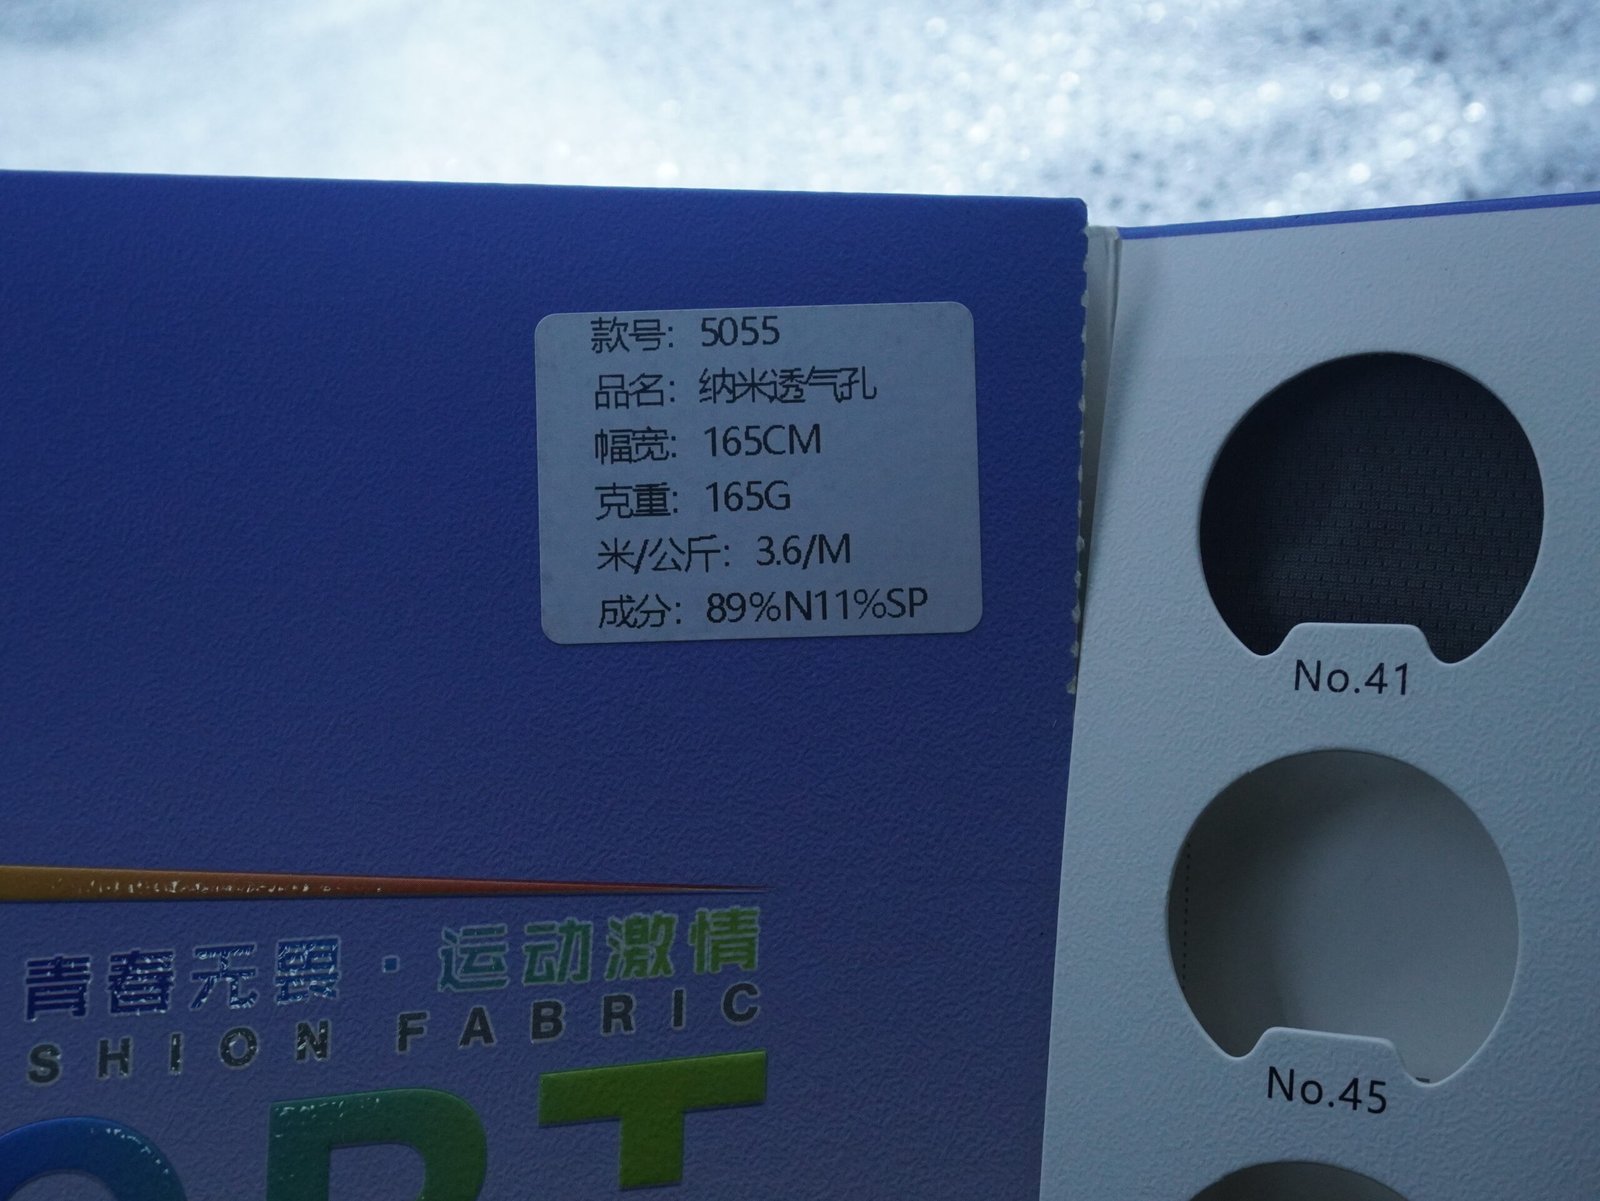 款号: 5055
品名: 纳米透气孔
幅宽: 165CM
克重: 165G
米/公斤: 3.6/M
成分: 89%N11%SP
No.41
No.45
青春无限·运动激情
SHION FABRIC
ORT